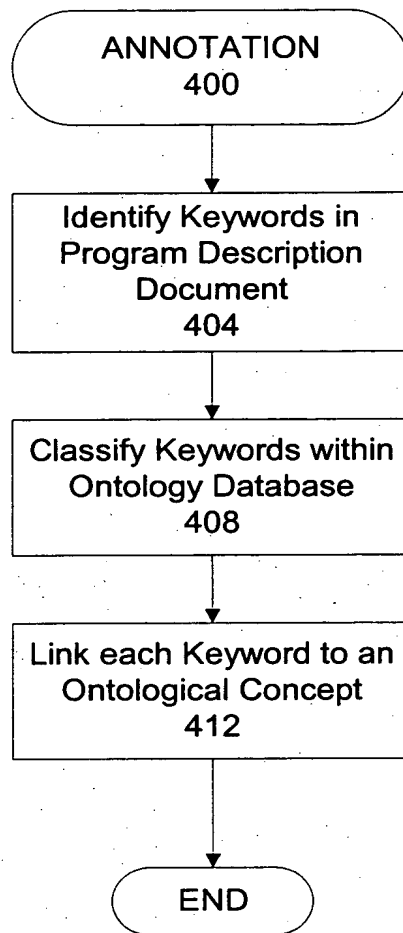 ANNOTATION
400
Identify Keywords in
Program Description
Document
404
Classify Keywords within
Ontology Database
408
Link each Keyword to an
Ontological Concept
412
END